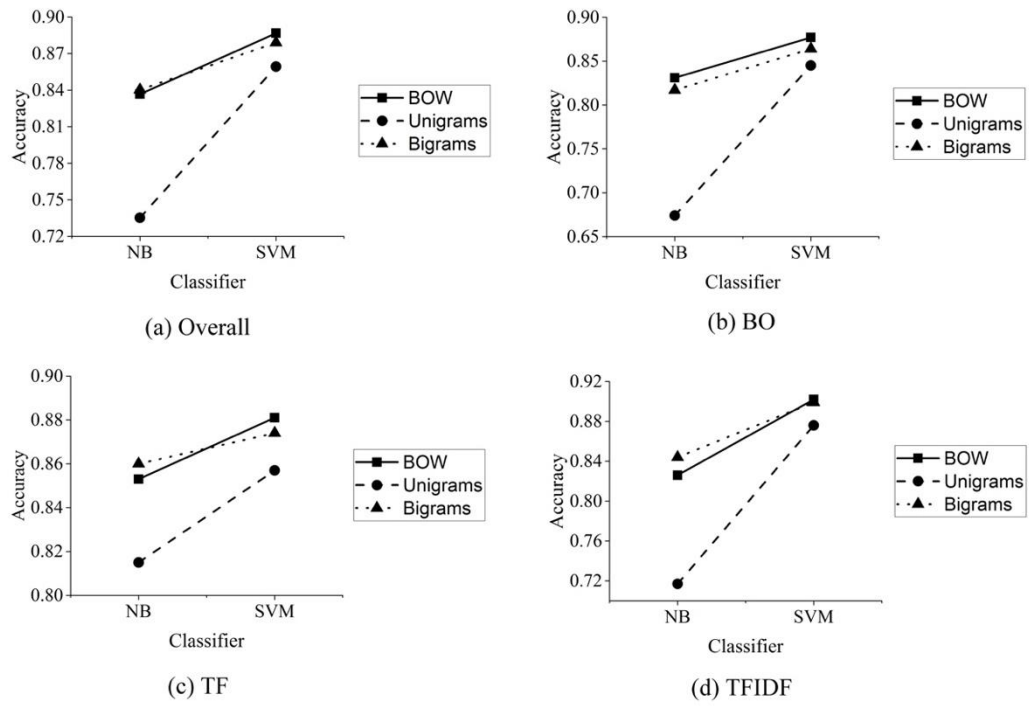 0.90
0.87
0.84
0.81
0.78
0.75
0.72
Accuracy
NB
SVM
Classifier
BOW
Unigrams
Bigrams
(a) Overall
0.90
0.85
0.80
0.75
0.70
0.65
Accuracy
NB
SVM
Classifier
BOW
Unigrams
Bigrams
(b) BO
0.90
0.88
0.86
0.84
0.82
0.80
Accuracy
NB
SVM
Classifier
BOW
Unigrams
Bigrams
(c) TF
0.92
0.88
0.84
0.80
0.76
0.72
Accuracy
NB
SVM
Classifier
BOW
Unigrams
Bigrams
(d) TFIDF